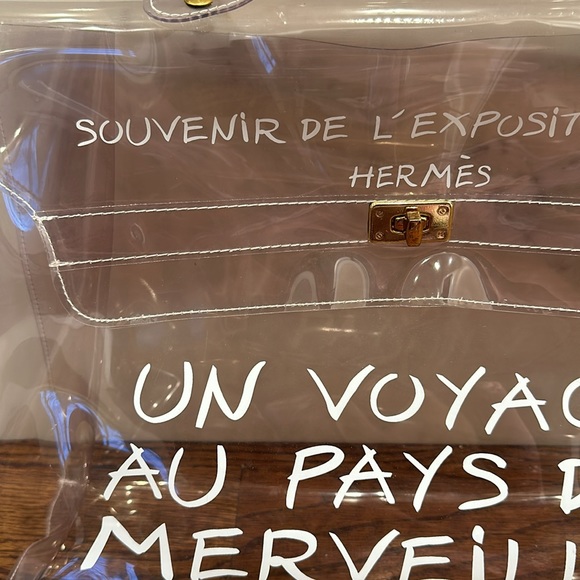 SOUVENIR DE L'EXPOSIT
HERMÈS
UN VOYAG
AU PAYS D
MERVEILL